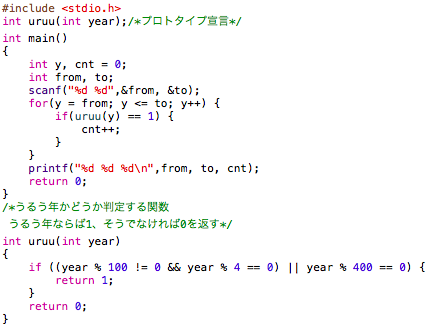 #include <stdio.h>
int uruu(int year);/*プロトタイプ宣言*/
int main()
{
    int y, cnt = 0;
    int from, to;
    scanf("%d %d",&from, &to);
    for(y = from; y <= to; y++) {
        if(uruu(y) == 1) {
            cnt++;
        }
    }
    printf("%d %d %d\n",from, to, cnt);
    return 0;
}
/*うるう年かどうか判定する関数
 うるう年ならば1、そうでなければ0を返す*/
int uruu(int year)
{
    if ((year % 100 != 0 && year % 4 == 0) || year % 400 == 0) {
        return 1;
    }
    return 0;
}